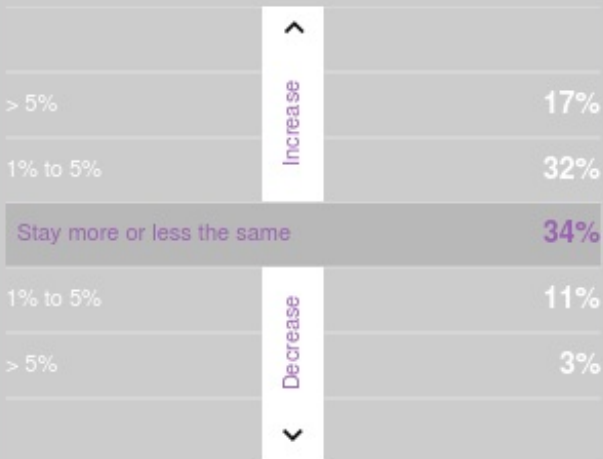 Increase
> 5% 17%
1% to 5% 32%
Stay more or less the same 34%
Decrease
1% to 5% 11%
> 5% 3%